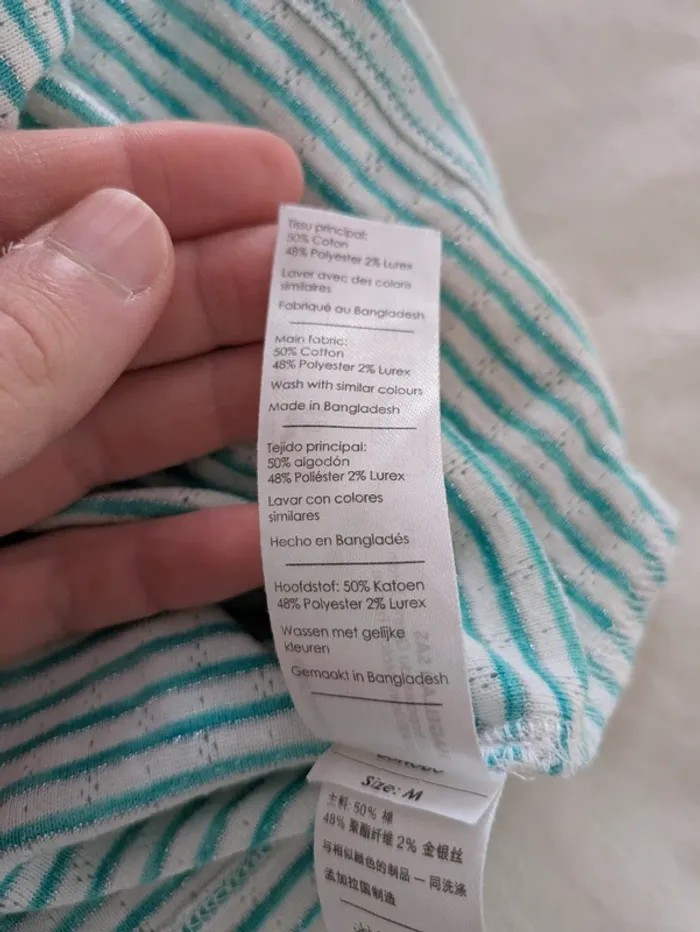 Tissu principal:
50% Coton
48% Polyester 2% Lurex
Laver avec des coloris
similaires
Fabriqué au Bangladesh
Main fabric:
50% Cotton
48% Polyester 2% Lurex
Wash with similar colours
Made in Bangladesh
Tejido principal:
50% algodón
48% Poliéster 2% Lurex
Lavar con colores
similares
Hecho en Bangladés
Hoofdstof: 50% Katoen
48% Polyester 2% Lurex
Wassen met gelijke
kleuren
Gemaakt in Bangladesh
Size: M
主料: 50% 棉
48% 聚酯纤维 2% 金银丝
与相似颜色的制品一同洗涤
孟加拉国制造